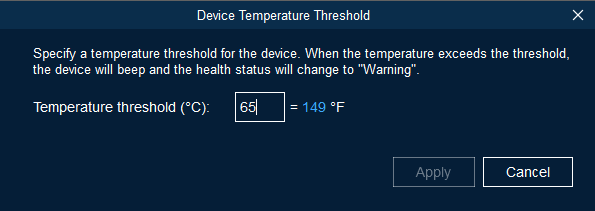 Device Temperature Threshold
Specify a temperature threshold for the device. When the temperature exceeds the threshold,
the device will beep and the health status will change to "Warning".
Temperature threshold (°C): 65 = 149 °F
Apply Cancel